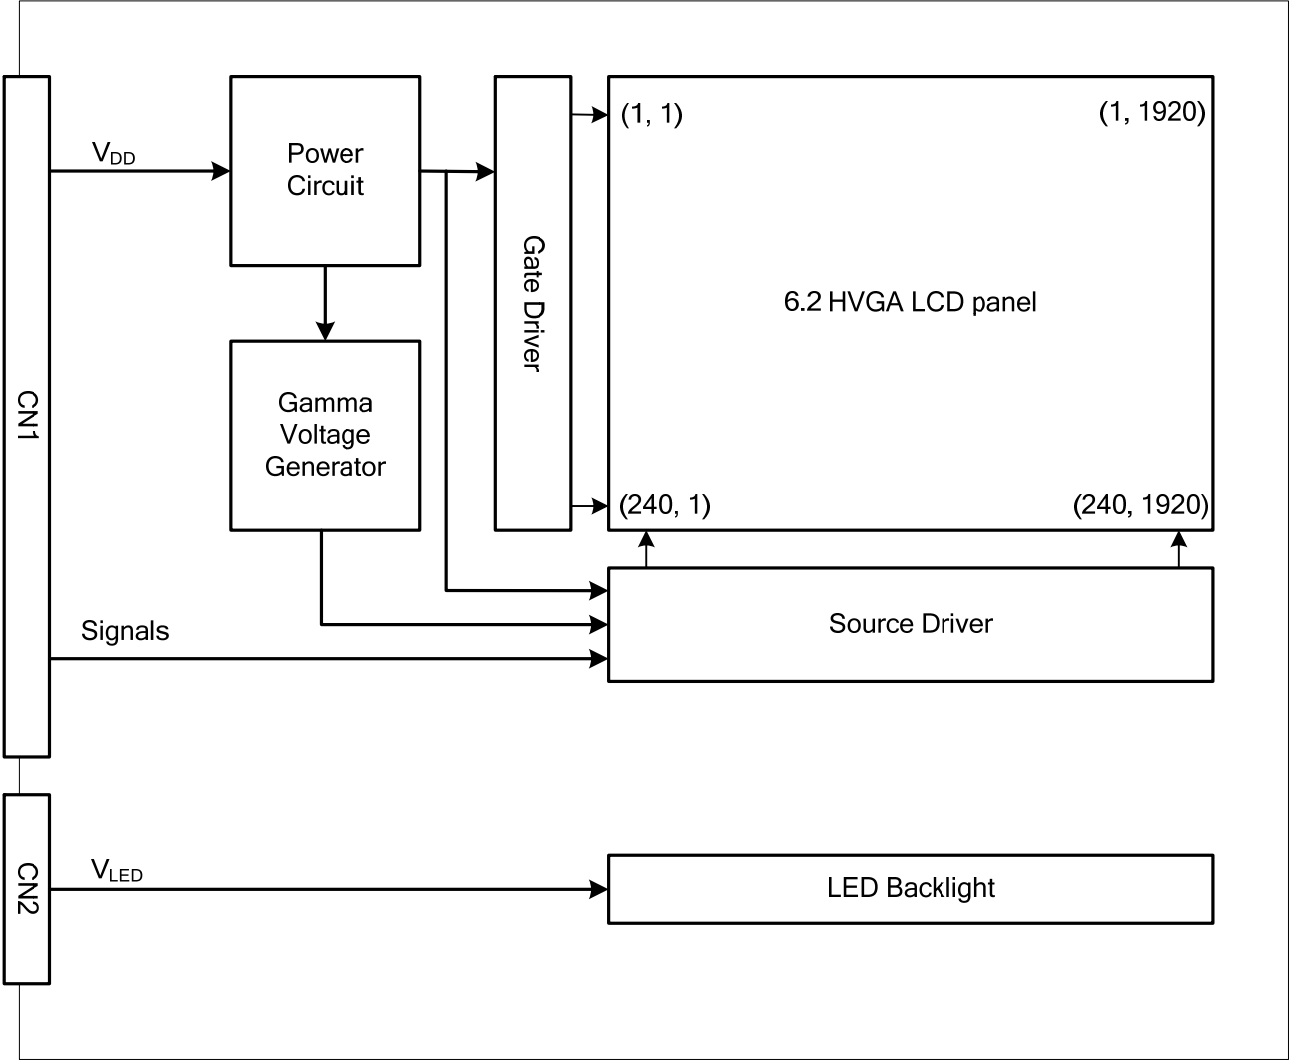 CN1
V_DD
Power
Circuit
Gate Driver
(1, 1)
(1, 1920)
6.2 HVGA LCD panel
Gamma
Voltage
Generator
(240, 1)
(240, 1920)
Signals
Source Driver
CN2
V_LED
LED Backlight